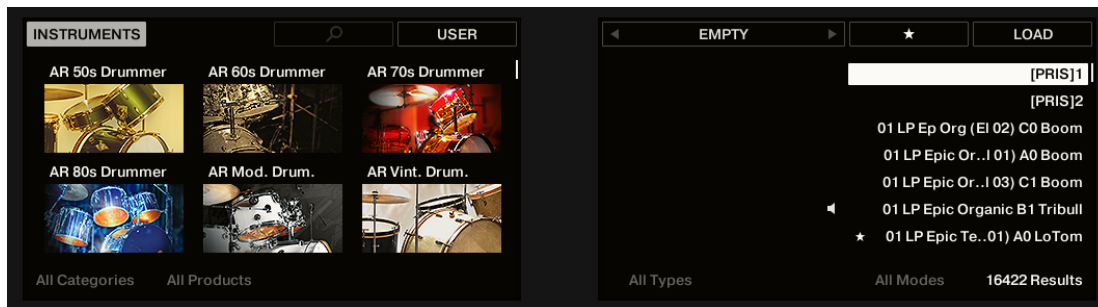 INSTRUMENTS
USER
AR 50s Drummer
AR 60s Drummer
AR 70s Drummer
AR 80s Drummer
AR Mod. Drum.
AR Vint. Drum.
All Categories
All Products
EMPTY
LOAD
[PRIS]1
[PRIS]2
01 LP Ep Org (El 02) C0 Boom
01 LP Epic Or..l 01) A0 Boom
01 LP Epic Or..l 03) C1 Boom
01 LP Epic Organic B1 Tribull
01 LP Epic Te..01) A0 LoTom
All Types
All Modes
16422 Results